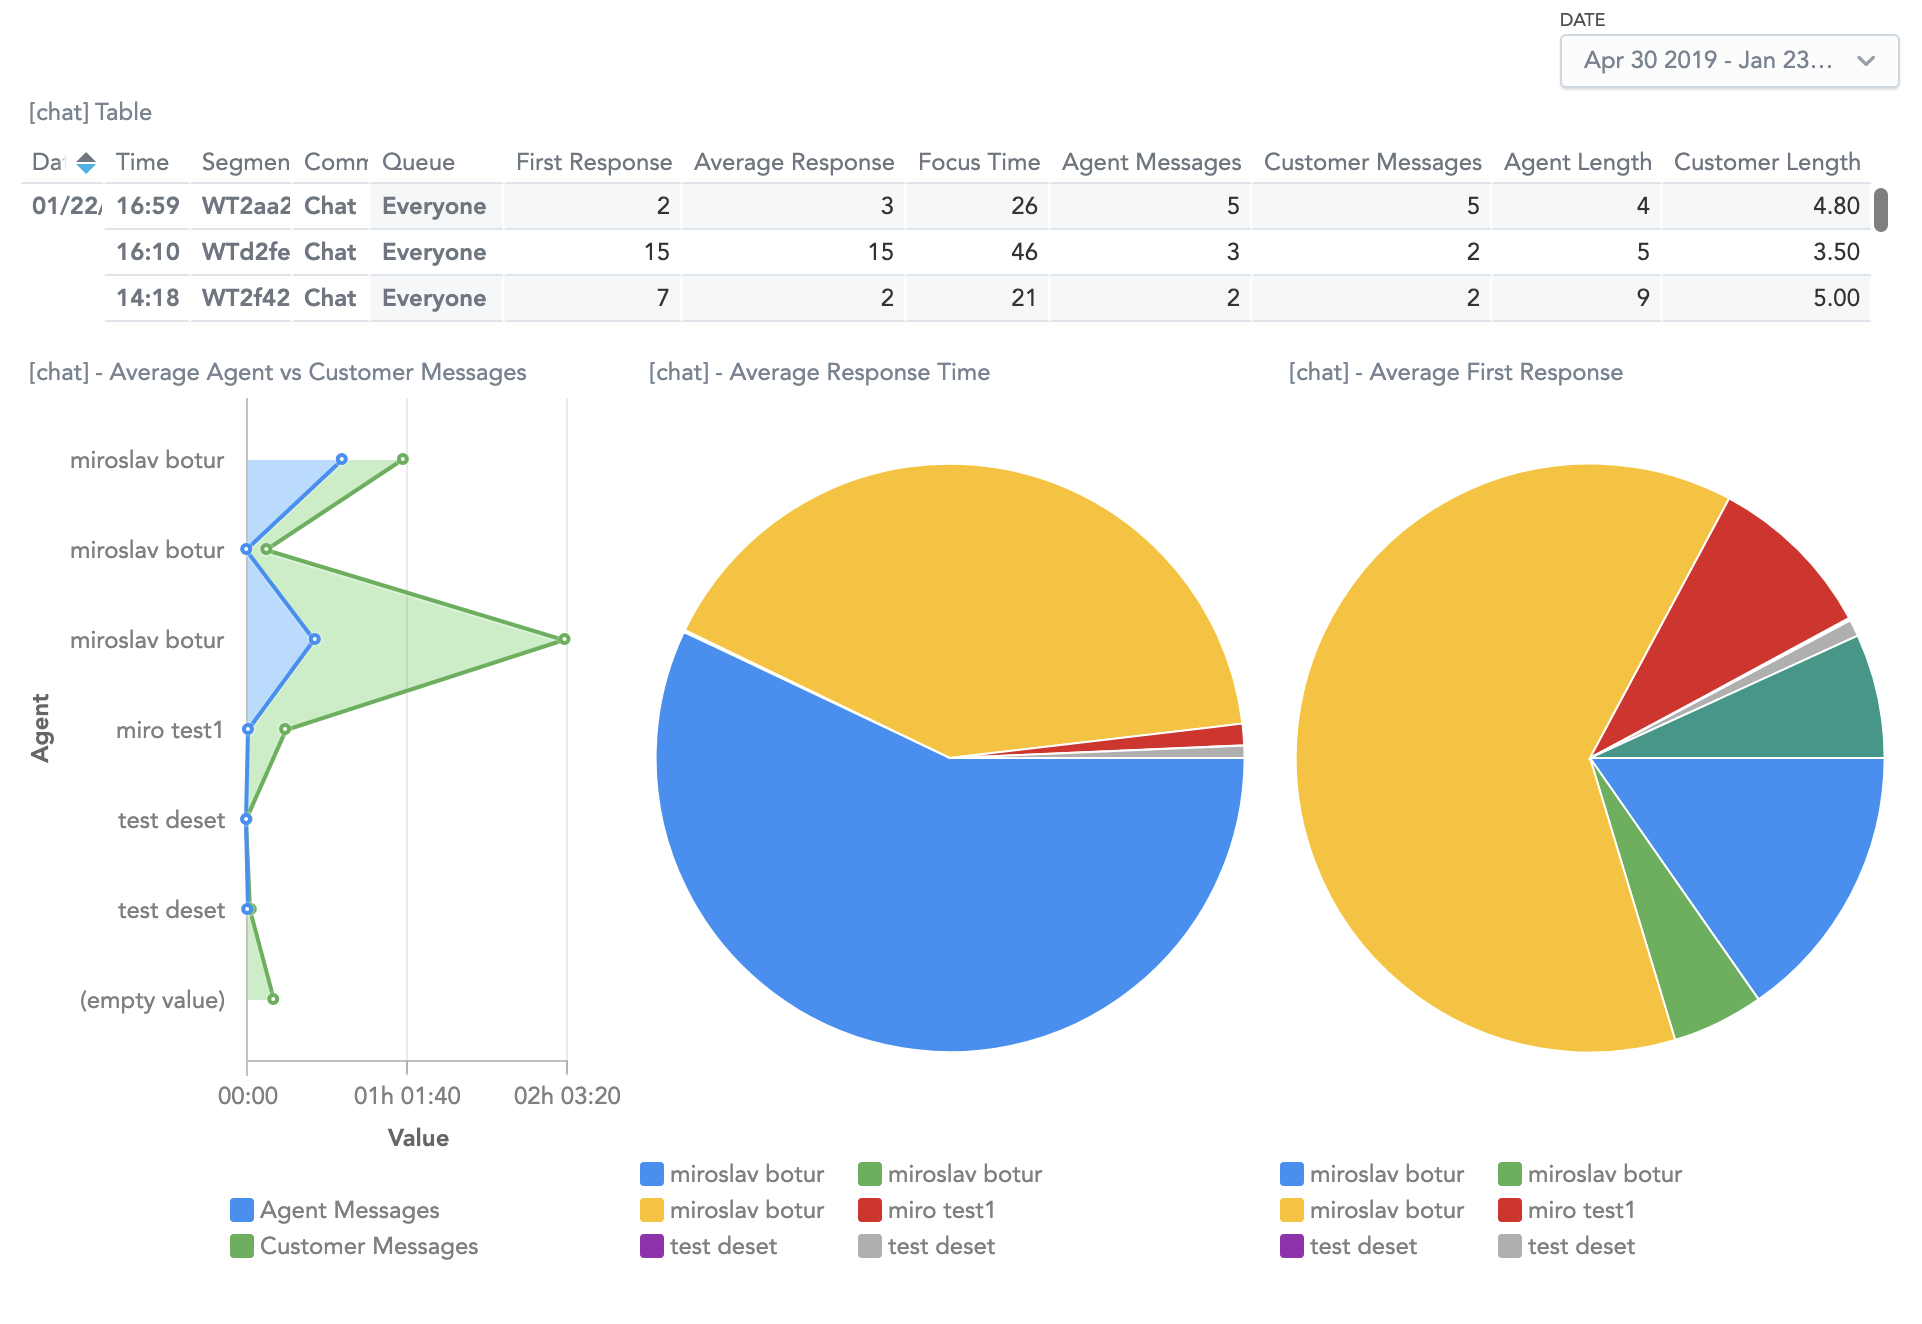 DATE
Apr 30 2019 - Jan 23...
[chat] Table
Da Time Segmen Comm Queue First Response Average Response Focus Time Agent Messages Customer Messages Agent Length Customer Length
01/22/ 16:59 WT2aa2 Chat Everyone 2 3 26 5 5 4 4.80
16:10 WTd2fe Chat Everyone 15 15 46 3 2 5 3.50
14:18 WT2f42 Chat Everyone 7 2 21 2 2 9 5.00
[chat] - Average Agent vs Customer Messages
miroslav botur
miroslav botur
miroslav botur
miro test1
test deset
test deset
(empty value)
Agent
00:00 01h 01:40 02h 03:20
Value
Agent Messages
Customer Messages
[chat] - Average Response Time
miroslav botur miroslav botur
miroslav botur miro test1
test deset test deset
[chat] - Average First Response
miroslav botur miroslav botur
miroslav botur miro test1
test deset test deset